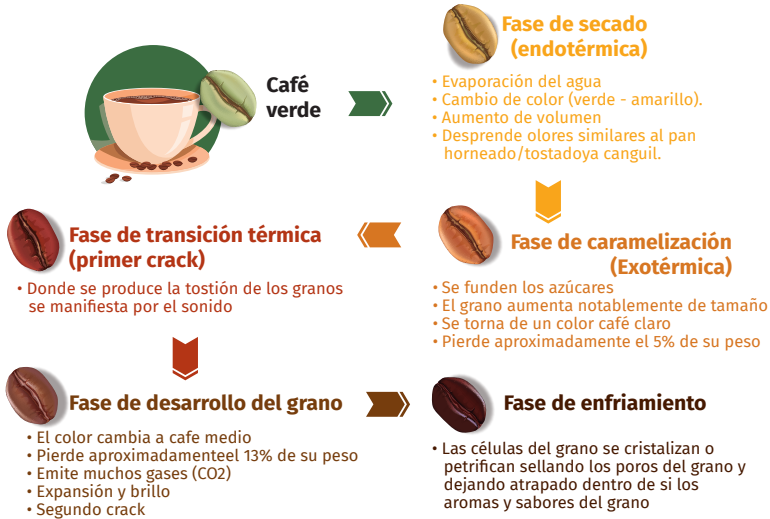 Café
verde
Fase de secado
(endotérmica)
• Evaporación del agua
• Cambio de color (verde - amarillo).
• Aumento de volumen
• Desprende olores similares al pan
horneado/tostadoya canguil.
Fase de caramelización
(Exotérmica)
• Se funden los azúcares
• El grano aumenta notablemente de tamaño
• Se torna de un color café claro
• Pierde aproximadamente el 5% de su peso
Fase de transición térmica
(primer crack)
• Donde se produce la tostión de los granos
se manifiesta por el sonido
Fase de desarrollo del grano
• El color cambia a cafe medio
• Pierde aproximadamenteel 13% de su peso
• Emite muchos gases (CO2)
• Expansión y brillo
• Segundo crack
Fase de enfriamiento
• Las células del grano se cristalizan o
petrifican sellando los poros del grano y
dejando atrapado dentro de si los
aromas y sabores del grano